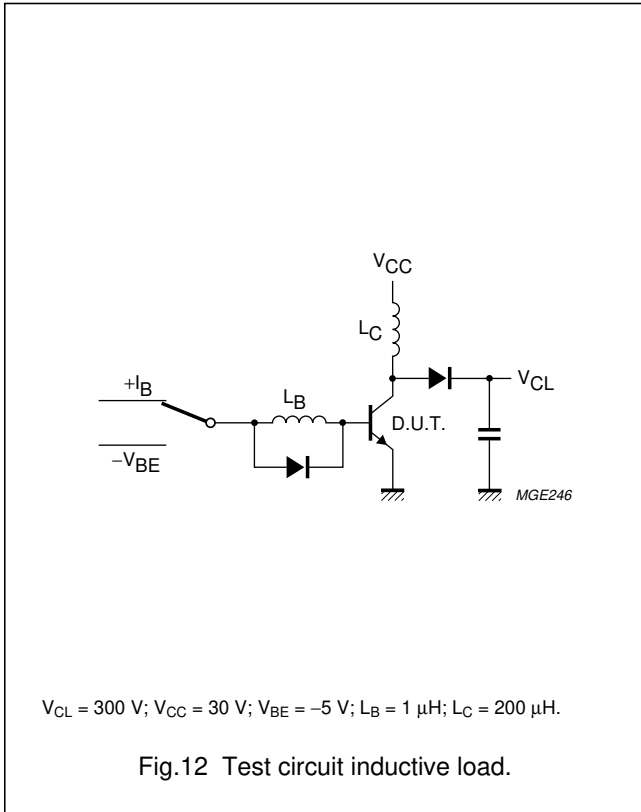 VCC
LC
VCL
+IB
LB
D.U.T.
−VBE
MGE246
VCL = 300 V; VCC = 30 V; VBE = −5 V; LB = 1 µH; LC = 200 µH.
Fig.12 Test circuit inductive load.